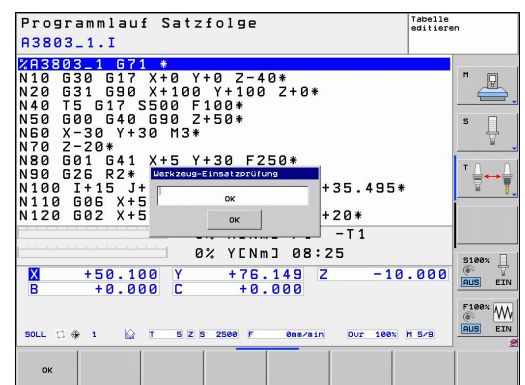 Programmlauf Satzfolge
Tabelle
editieren
A3803_1.I
%A3803_1 G71 *
N10 G30 G17 X+0 Y+0 Z-40*
N20 G31 G90 X+100 Y+100 Z+0*
N40 T5 G17 S500 F100*
N50 G00 G40 G90 Z+50*
N60 X-30 Y+30 M3*
N70 Z-20*
N80 G01 G41 X+5 Y+30 F250*
N90 G26 R2*
N100 I+15 J+ +35.495*
N110 G06 X+5
N120 G02 X+5 +20*
Werkzeug-Einsatzprüfung
OK
OK
-T1
0% Y[Nm] 08:25
X +50.100 Y +76.149 Z -10.000
B +0.000 C +0.000
SOLL 1 T 5 Z S 2500 F 0mm/min Ovr 100% M 5/9
M
S
T
S100%
AUS EIN
F100%
AUS EIN
OK